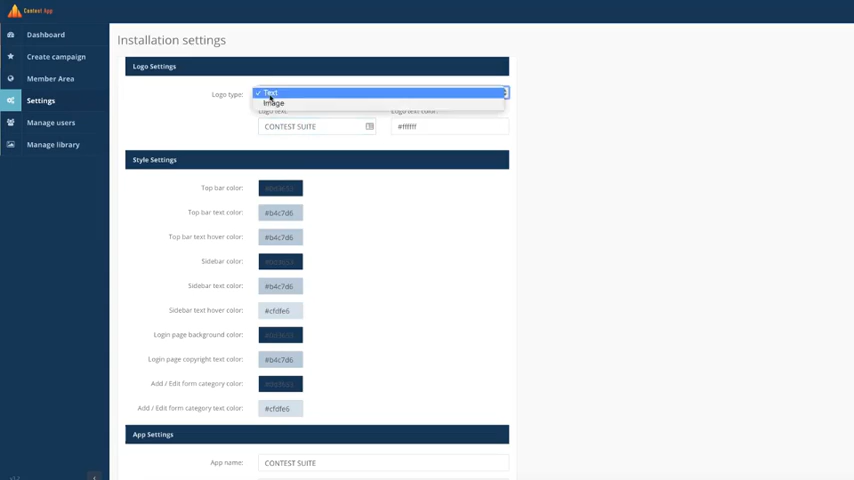 Contest App
Dashboard
Create campaign
Member Area
Settings
Manage users
Manage library
Installation settings
Logo Settings
Logo type:
✓ Text
Image
Logo text:
Logo text color:
CONTEST SUITE
#ffffff
Style Settings
Top bar color:
Top bar text color:
#b4c7d6
Top bar text hover color:
#b4c7d6
Sidebar color:
Sidebar text color:
#b4c7d6
Sidebar text hover color:
#cfdfe6
Login page background color:
Login page copyright text color:
#b4c7d6
Add / Edit form category color:
Add / Edit form category text color:
#cfdfe6
App Settings
App name:
CONTEST SUITE